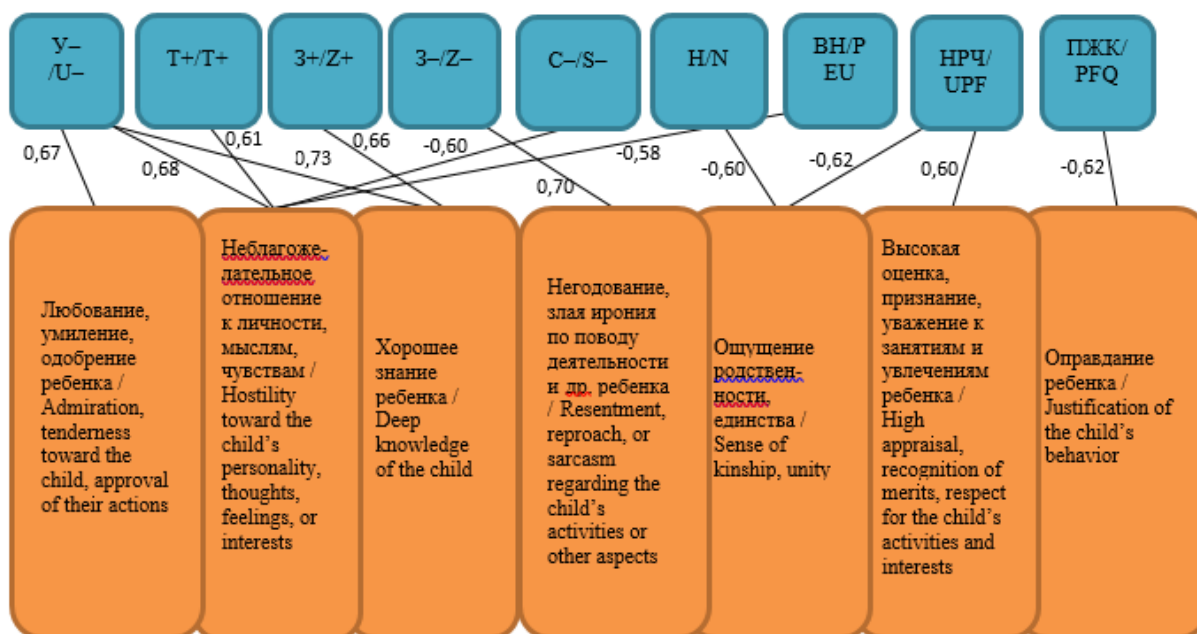 У–
/U–
Т+/T+
З+/Z+
З–/Z–
С–/S–
Н/N
ВН/P
EU
НРЧ/
UPF
ПЖК/
PFQ
0,67
0,68
0,61
0,73
0,66
-0,60
0,70
-0,58
-0,60
-0,62
0,60
-0,62
Любование,
умиление,
одобрение
ребенка /
Admiration,
tenderness
toward the
child, approval
of their actions
Неблагоже-
лательное
отношение
к личности,
мыслям,
чувствам /
Hostility
toward the
child’s
personality,
thoughts,
feelings, or
interests
Хорошее
знание
ребенка /
Deep
knowledge
of the child
Негодование,
злая ирония
по поводу
деятельности
и др. ребенка
/ Resentment,
reproach, or
sarcasm
regarding the
child’s
activities or
other aspects
Ощущение
родствен-
ности,
единства /
Sense of
kinship, unity
Высокая
оценка,
признание,
уважение к
занятиям и
увлечениям
ребенка /
High
appraisal,
recognition of
merits, respect
for the child’s
activities and
interests
Оправдание
ребенка /
Justification of
the child’s
behavior